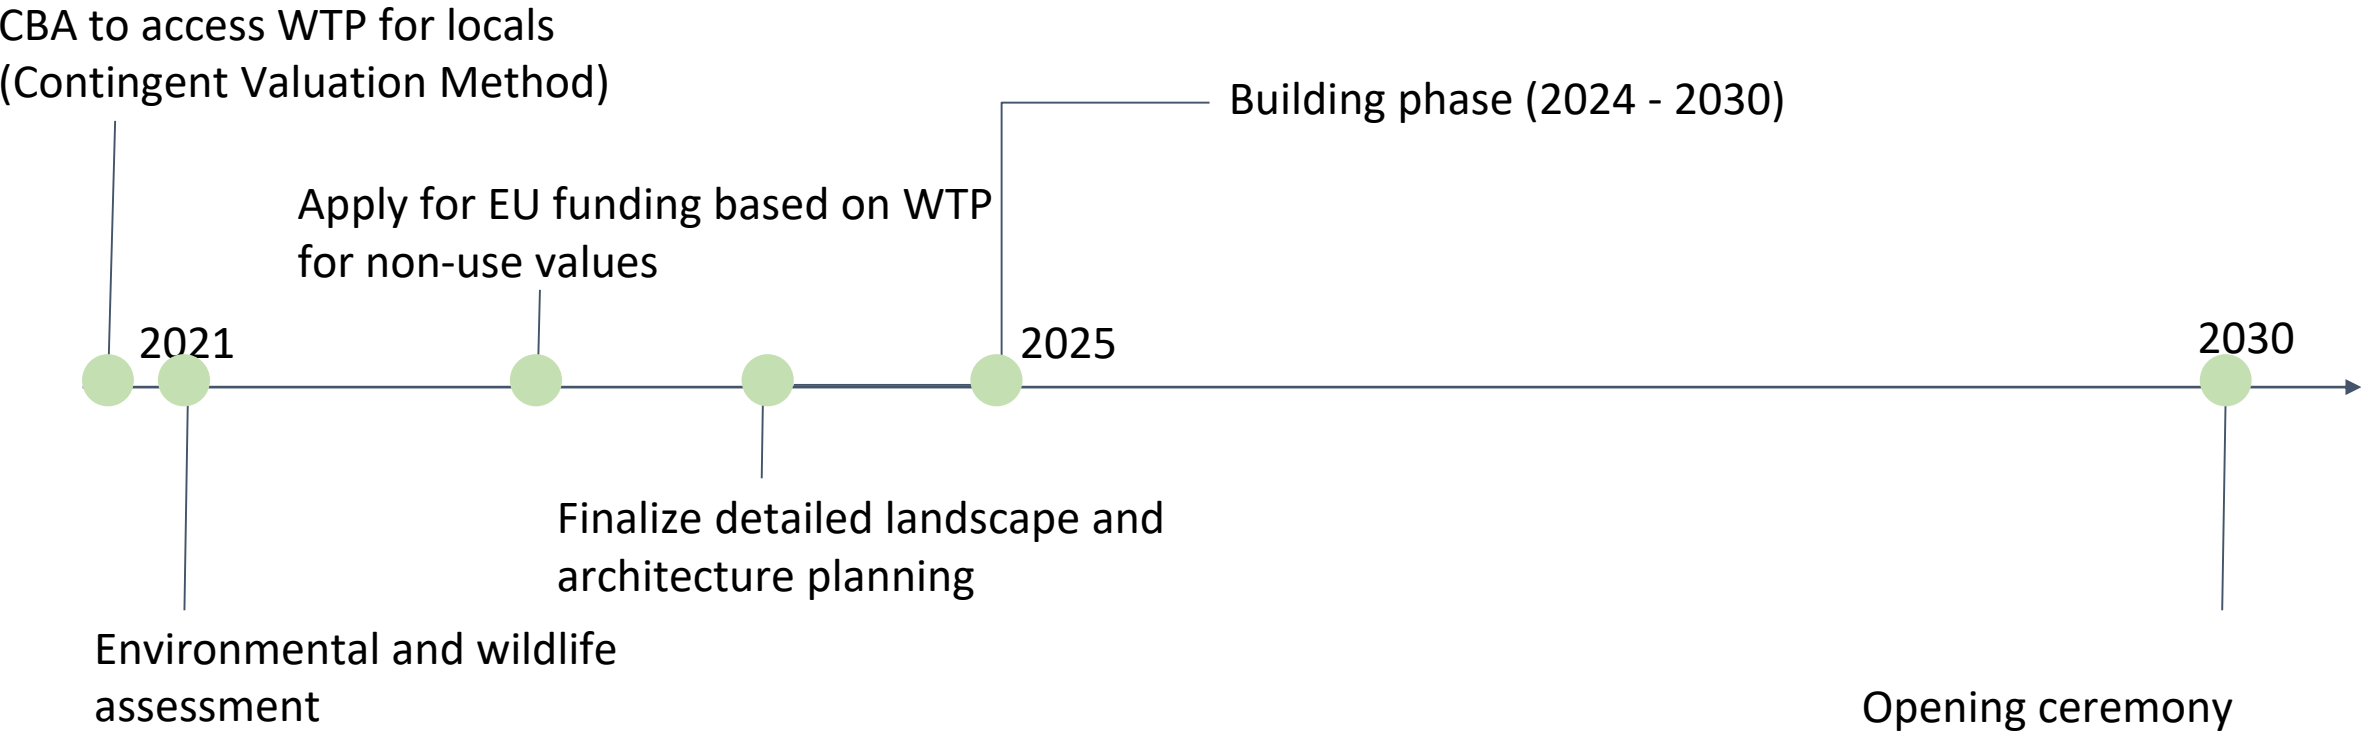 CBA to access WTP for locals
(Contingent Valuation Method)
Building phase (2024 - 2030)
Apply for EU funding based on WTP
for non-use values
2021
2025
2030
Finalize detailed landscape and
architecture planning
Environmental and wildlife
assessment
Opening ceremony